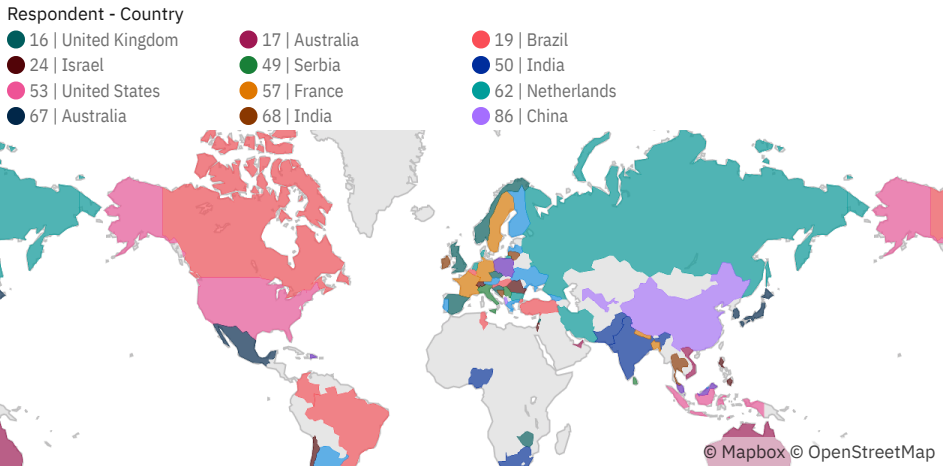 Respondent - Country
16 | United Kingdom
17 | Australia
19 | Brazil
24 | Israel
49 | Serbia
50 | India
53 | United States
57 | France
62 | Netherlands
67 | Australia
68 | India
86 | China
© Mapbox © OpenStreetMap